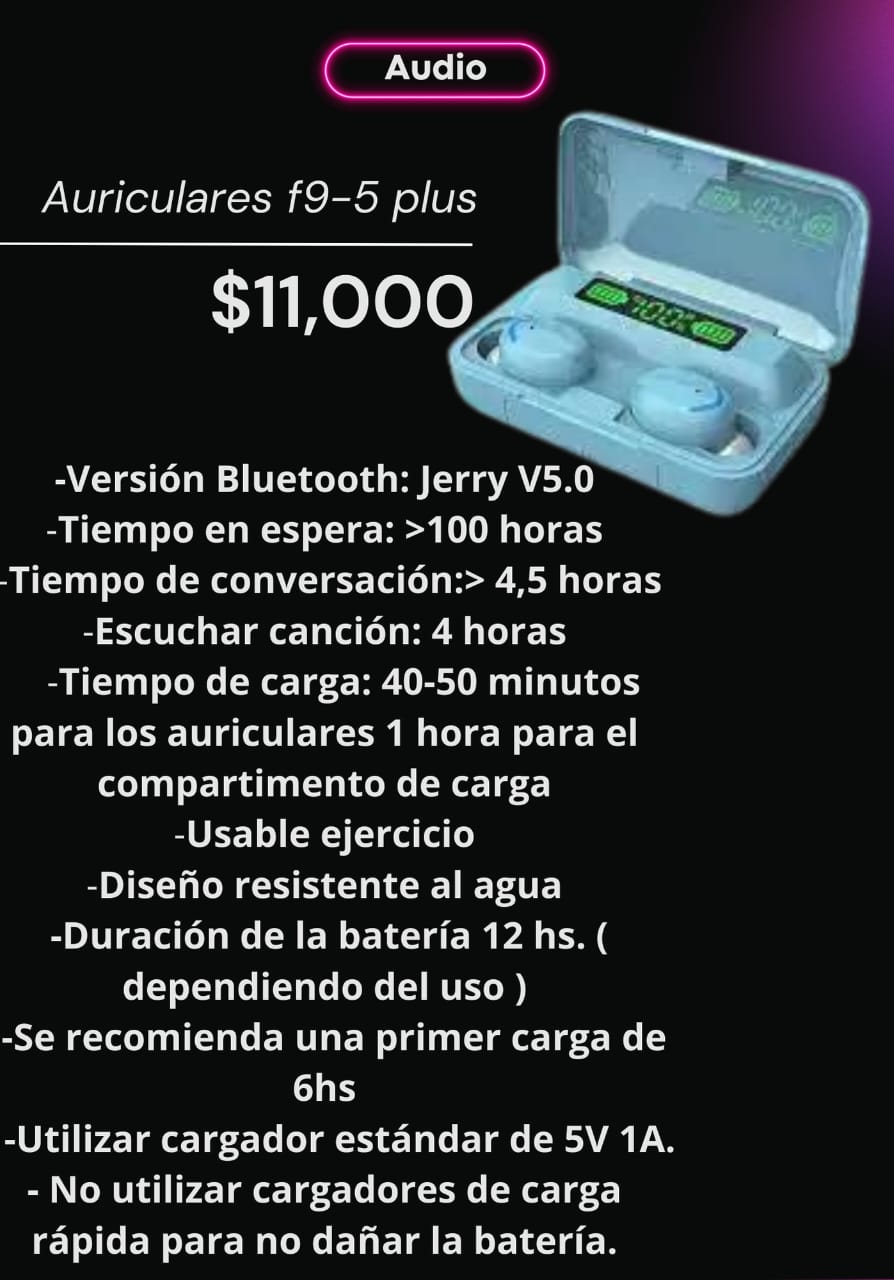 Audio
Auriculares f9-5 plus
$11,000
100%
-Versión Bluetooth: Jerry V5.0
-Tiempo en espera: >100 horas
-Tiempo de conversación:> 4,5 horas
-Escuchar canción: 4 horas
-Tiempo de carga: 40-50 minutos
para los auriculares 1 hora para el
compartimento de carga
-Usable ejercicio
-Diseño resistente al agua
-Duración de la batería 12 hs. (
dependiendo del uso )
-Se recomienda una primer carga de
6hs
-Utilizar cargador estándar de 5V 1A.
- No utilizar cargadores de carga
rápida para no dañar la batería.